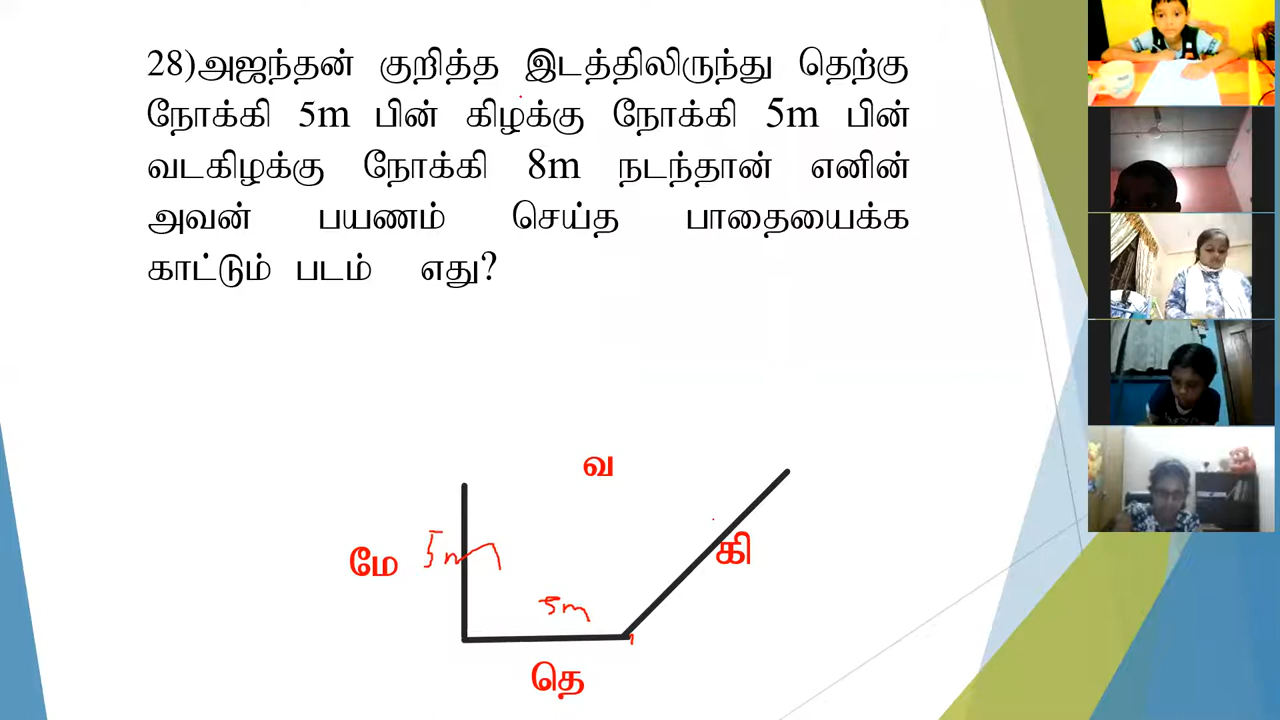 28)அஜந்தன் குறித்த இடத்திலிருந்து தெற்கு
நோக்கி 5m பின் கிழக்கு நோக்கி 5m பின்
வடகிழக்கு நோக்கி 8m நடந்தான் எனின்
அவன் பயணம் செய்த பாதையைக்க
காட்டும் படம் எது?
வ
மே 5m கி
5m
தெ